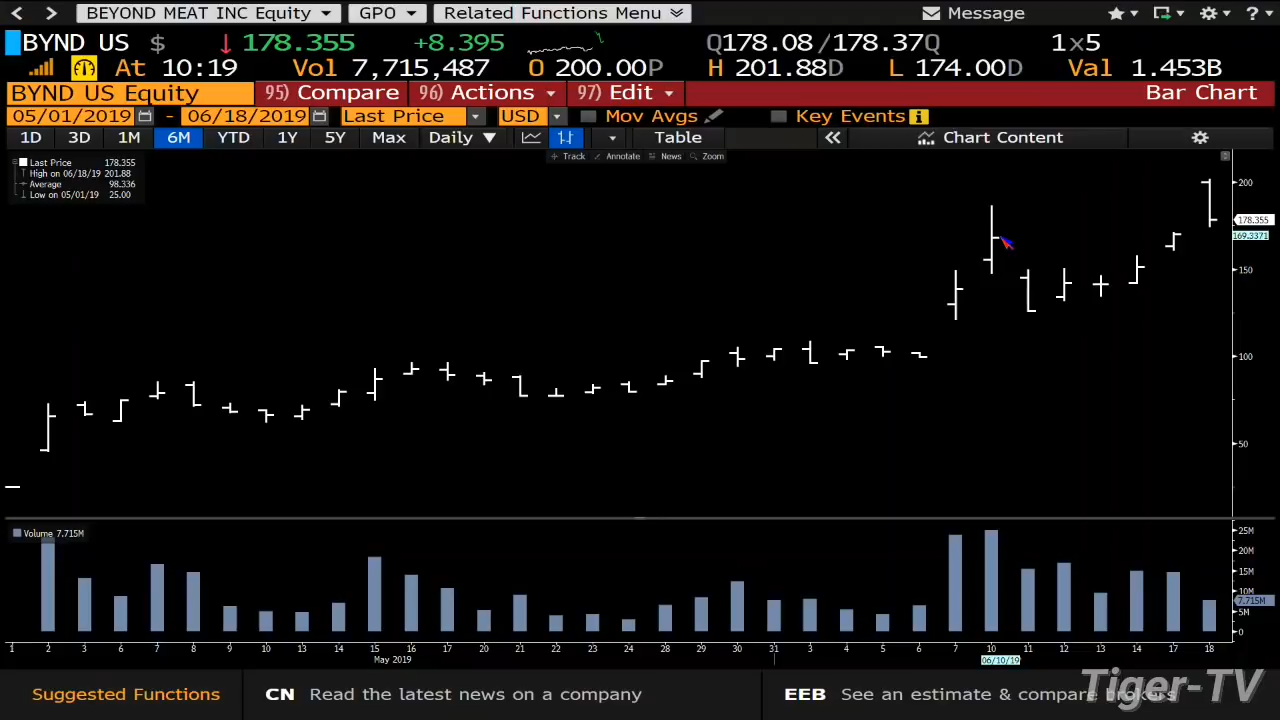 BEYOND MEAT INC Equity GPO Related Functions Menu Message ?
BYND US $ ↓ 178.355 +8.395 Q178.08 / 178.37Q 1x5
At 10:19 Vol 7,715,487 O 200.00P H 201.88D L 174.00D Val 1.453B
BYND US Equity 95) Compare 96) Actions 97) Edit Bar Chart
05/01/2019 - 06/18/2019 Last Price USD Mov Avgs Key Events
1D 3D 1M 6M YTD 1Y 5Y Max Daily ▼ Table « Chart Content
Track Annotate News Zoom
Last Price 178.355
High on 06/18/19 201.88
Average 98.336
Low on 05/01/19 25.00
200
178.355
169.3371
150
100
50
Volume 7.715M
25M
20M
15M
10M
7.715M
5M
0
1 2 3 6 7 8 9 10 13 14 15 16 17 20 21 22 23 24 28 29 30 31 3 4 5 6 7 10 11 12 13 14 17 18
May 2019 06/10/19
Suggested Functions CN Read the latest news on a company EEB See an estimate & compare brokers
Tiger-TV